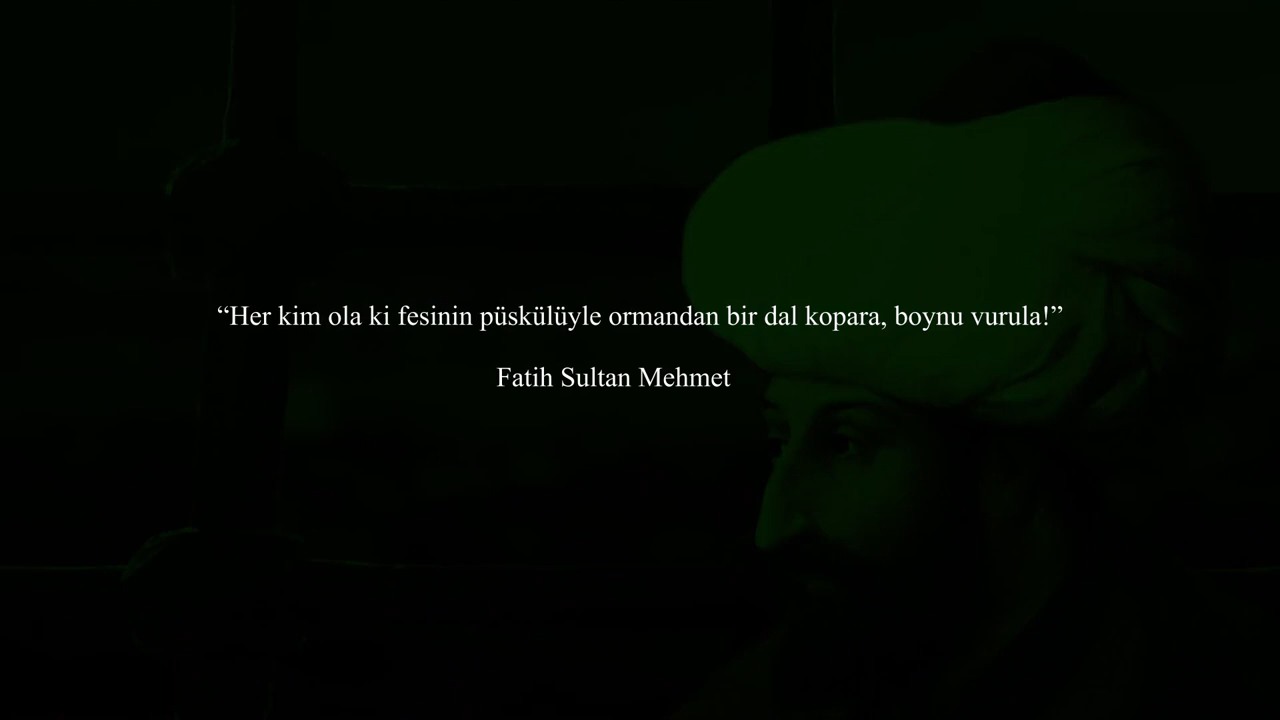 “Her kim ola ki fesinin püskülüyle ormandan bir dal kopara, boynu vurula!”
Fatih Sultan Mehmet